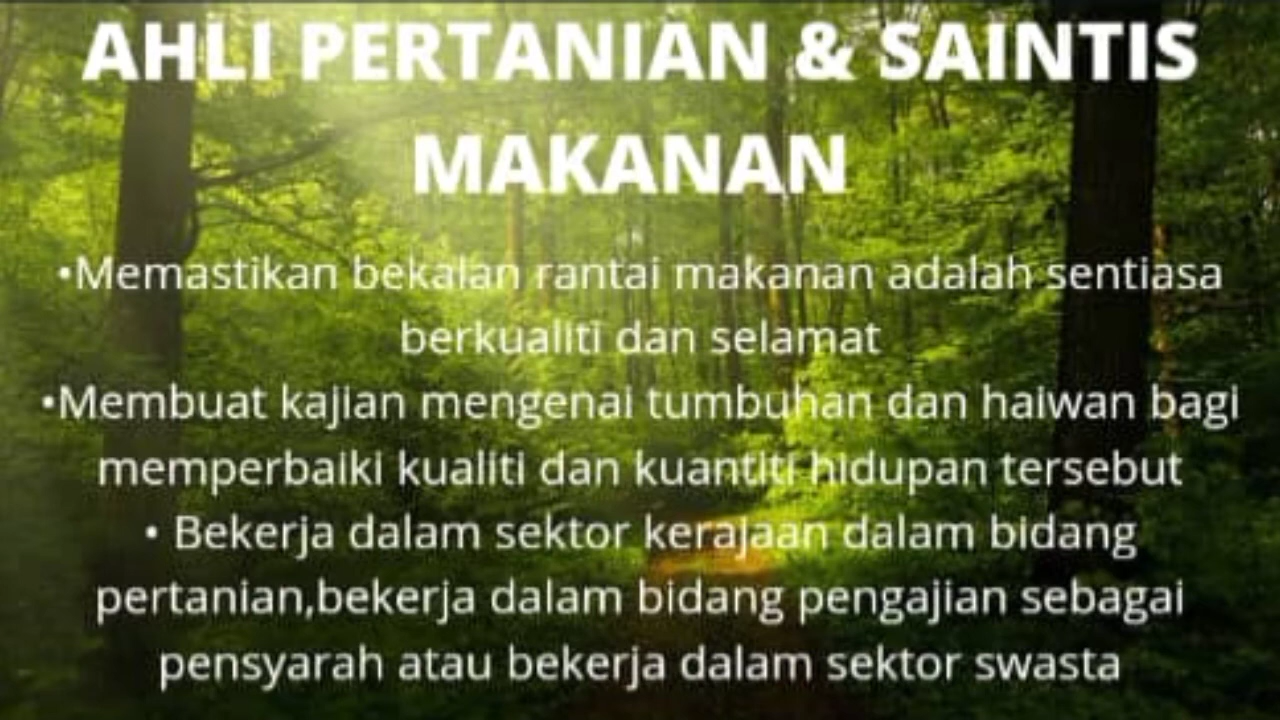 AHLI PERTANIAN & SAINTIS
MAKANAN
•Memastikan bekalan rantai makanan adalah sentiasa
berkualiti dan selamat
•Membuat kajian mengenai tumbuhan dan haiwan bagi
memperbaiki kualiti dan kuantiti hidupan tersebut
• Bekerja dalam sektor kerajaan dalam bidang
pertanian,bekerja dalam bidang pengajian sebagai
pensyarah atau bekerja dalam sektor swasta